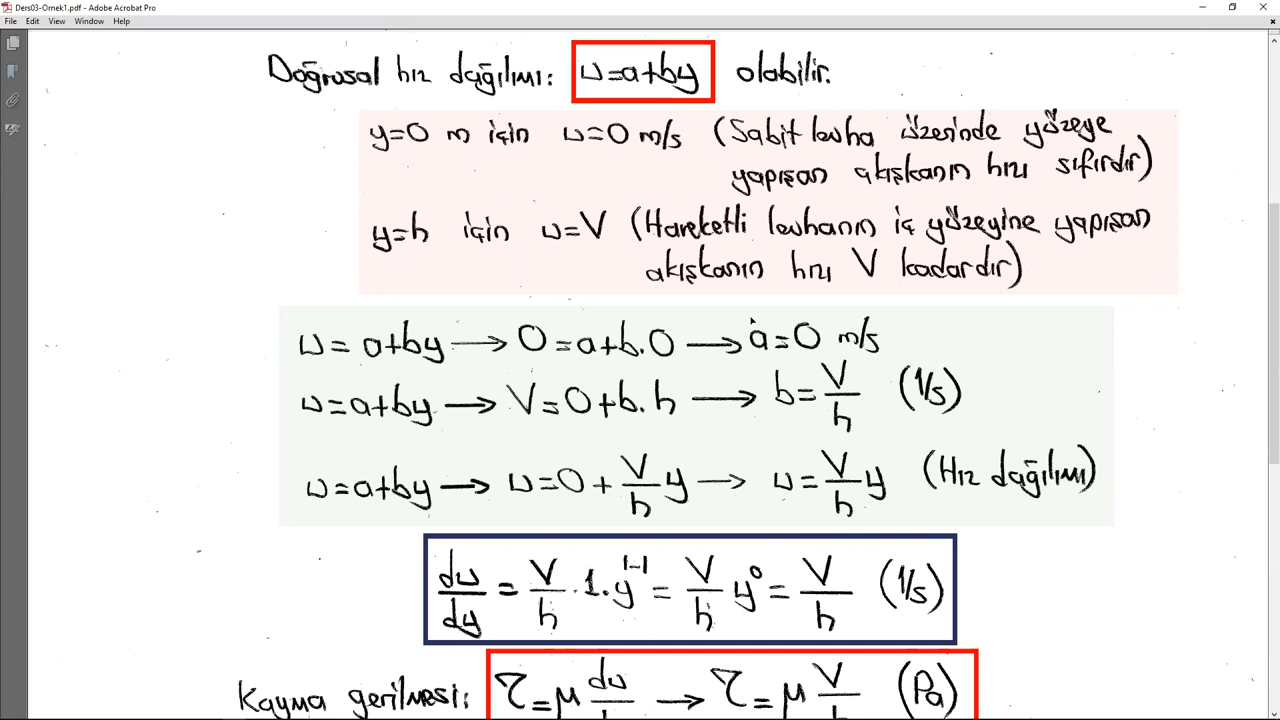 Ders03-Ornek1.pdf - Adobe Acrobat Pro
File Edit View Window Help
Doğrusal hız dağılımı: u=a+by olabilir.
y=0 m için u=0 m/s (Sabit levha üzerinde yüzeye
yapışan akışkanın hızı sıfırdır)
y=h için u=V (Hareketli levhanın iç yüzeyine yapışan
akışkanın hızı V kadardır)
u=a+by → 0=a+b.0 → a=0 m/s
u=a+by → V=0+b.h → b=V/h (1/s)
u=a+by → u=0+V/h y → u=V/h y (Hız dağılımı)
du/dy = V/h .1.y^1-1 = V/h y^0 = V/h (1/s)
Kayma gerilmesi: τ=μ du → τ=μ V (Pa)